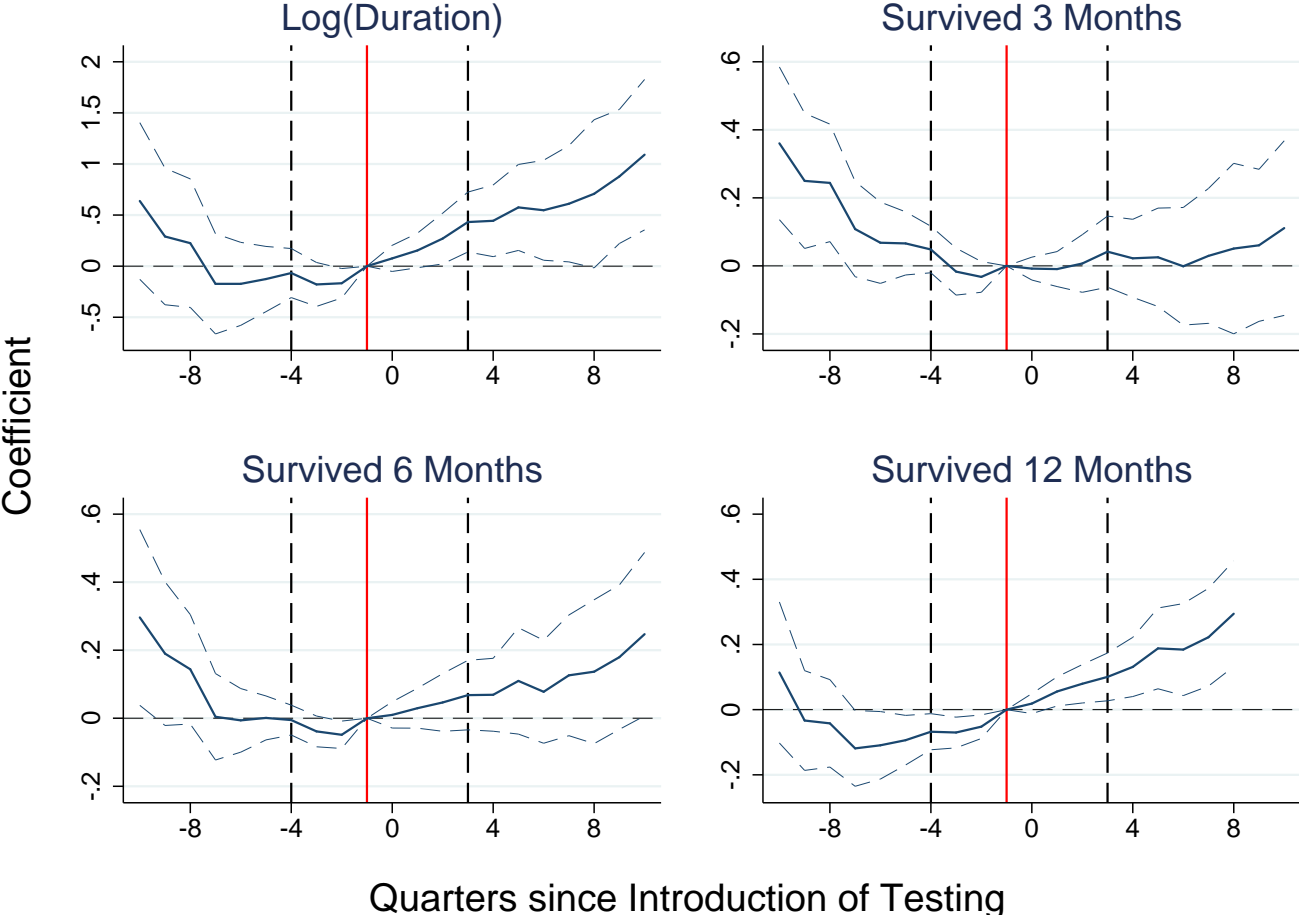 Log(Duration)
2
1.5
1
.5
0
-.5
-8 -4 0 4 8
Survived 3 Months
.6
.4
.2
0
-.2
-8 -4 0 4 8
Coefficient
Survived 6 Months
.6
.4
.2
0
-.2
-8 -4 0 4 8
Survived 12 Months
.6
.4
.2
0
-.2
-8 -4 0 4 8
Quarters since Introduction of Testing